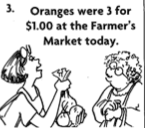 3. Oranges were 3 for
$1.00 at the Farmer's
Market today.